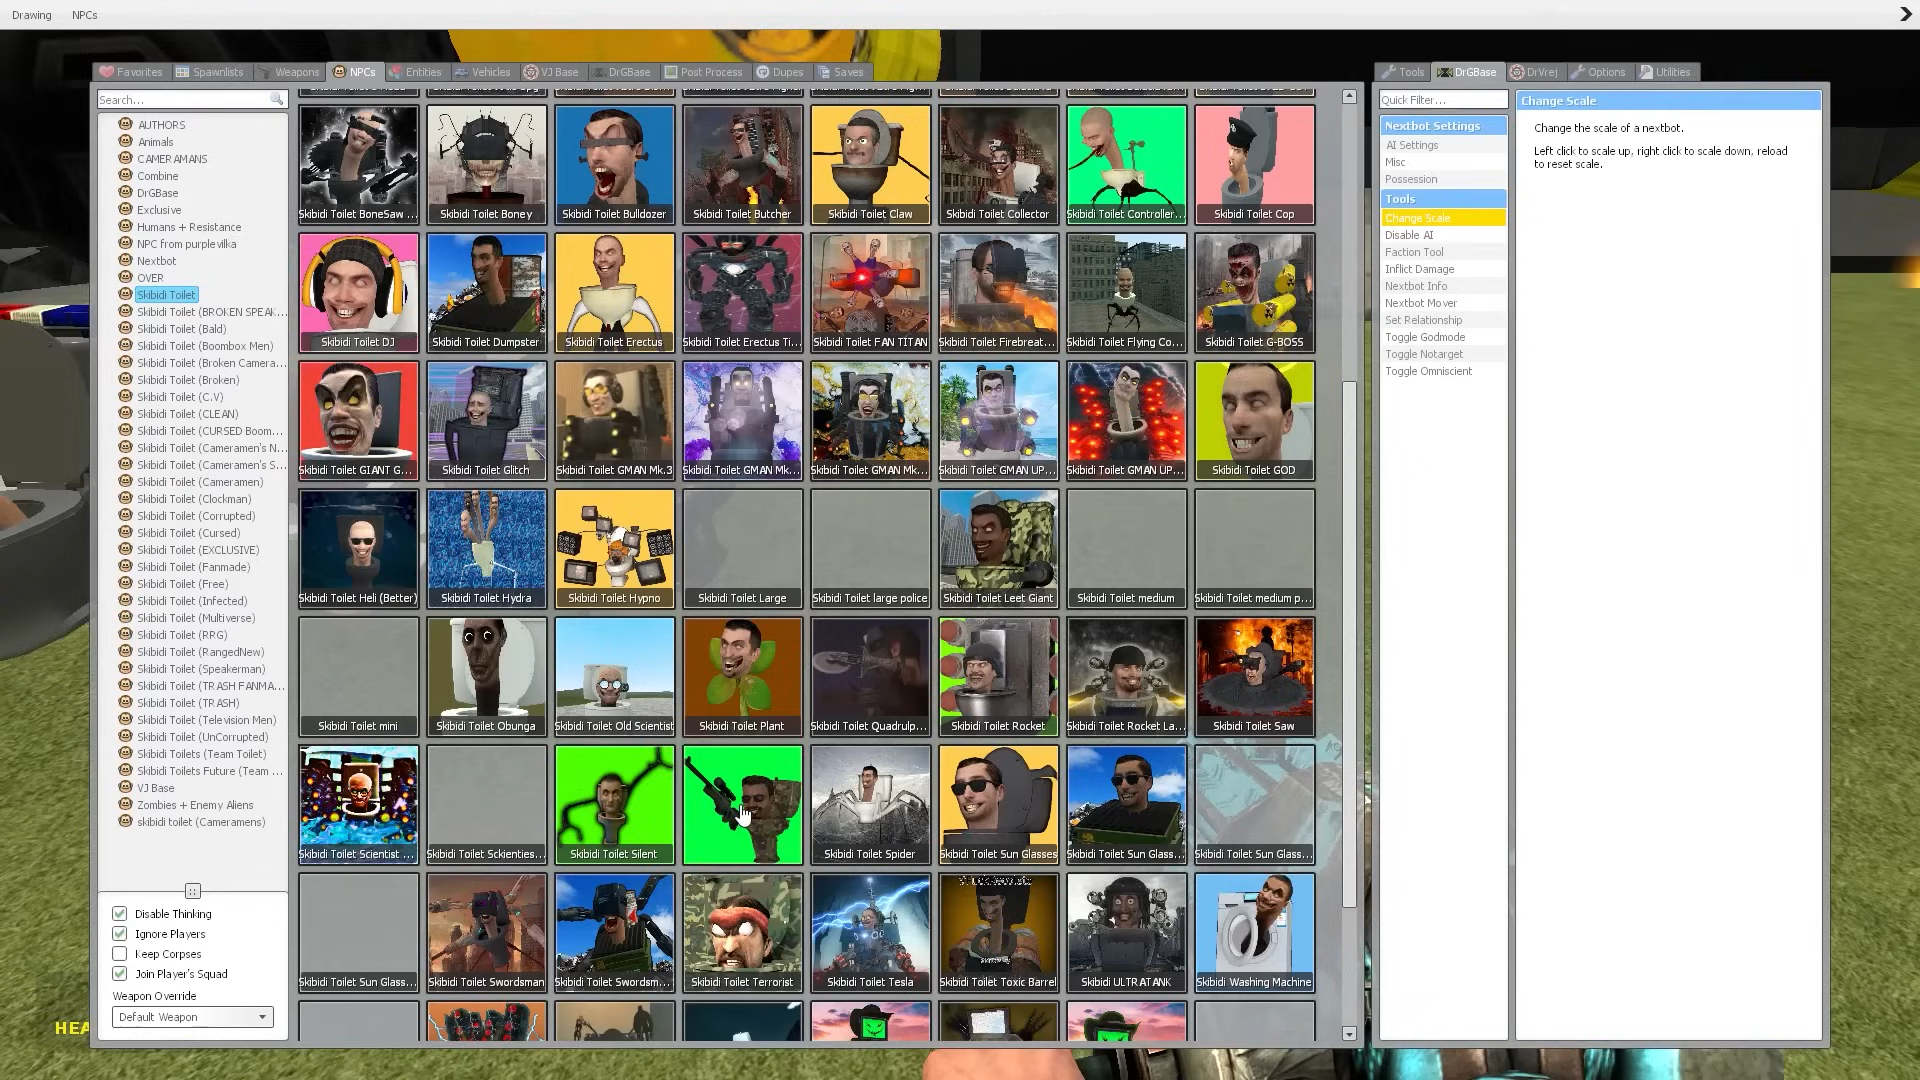 Drawing NPCs
Favorites Spawnlists Weapons NPCs Entities Vehicles VJ Base DrGBase Post Process Dupes Saves
Tools DrGBase DrVrej Options Utilities
Search...
AUTHORS
Animals
CAMERAMANS
Combine
DrGBase
Exclusive
Humans + Resistance
NPC from purplevilka
Nextbot
OVER
Skibidi Toilet
Skibidi Toilet (BROKEN SPEAK...
Skibidi Toilet (Bald)
Skibidi Toilet (Boombox Men)
Skibidi Toilet (Broken Camera...
Skibidi Toilet (Broken)
Skibidi Toilet (C.V)
Skibidi Toilet (CLEAN)
Skibidi Toilet (CURSED Boom...
Skibidi Toilet (Cameramen's N...
Skibidi Toilet (Cameramen's S...
Skibidi Toilet (Cameramen)
Skibidi Toilet (Clockman)
Skibidi Toilet (Corrupted)
Skibidi Toilet (Cursed)
Skibidi Toilet (EXCLUSIVE)
Skibidi Toilet (Fanmade)
Skibidi Toilet (Free)
Skibidi Toilet (Infected)
Skibidi Toilet (Multiverse)
Skibidi Toilet (RRG)
Skibidi Toilet (RangedNew)
Skibidi Toilet (Speakerman)
Skibidi Toilet (TRASH FANMA...
Skibidi Toilet (TRASH)
Skibidi Toilet (Television Men)
Skibidi Toilet (UnCorrupted)
Skibidi Toilets (Team Toilet)
Skibidi Toilets Future (Team ...
VJ Base
Zombies + Enemy Aliens
skibidi toilet (Cameramens)
Disable Thinking
Ignore Players
Keep Corpses
Join Player's Squad
Weapon Override
Default Weapon
HEA
Skibidi Toilet BoneSaw ... Skibidi Toilet Boney Skibidi Toilet Bulldozer Skibidi Toilet Butcher Skibidi Toilet Claw Skibidi Toilet Collector Skibidi Toilet Controller... Skibidi Toilet Cop
Skibidi Toilet DJ Skibidi Toilet Dumpster Skibidi Toilet Erectus Skibidi Toilet Erectus Ti... Skibidi Toilet FAN TITAN Skibidi Toilet Firebreat... Skibidi Toilet Flying Co... Skibidi Toilet G-BOSS
Skibidi Toilet GIANT G... Skibidi Toilet Glitch Skibidi Toilet GMAN Mk.3 Skibidi Toilet GMAN Mk... Skibidi Toilet GMAN Mk... Skibidi Toilet GMAN UP... Skibidi Toilet GMAN UP... Skibidi Toilet GOD
Skibidi Toilet Heli (Better) Skibidi Toilet Hydra Skibidi Toilet Hypno Skibidi Toilet Large Skibidi Toilet large police Skibidi Toilet Leet Giant Skibidi Toilet medium Skibidi Toilet medium p...
Skibidi Toilet mini Skibidi Toilet Obunga Skibidi Toilet Old Scientist Skibidi Toilet Plant Skibidi Toilet Quadrulp... Skibidi Toilet Rocket Skibidi Toilet Rocket La... Skibidi Toilet Saw
Skibidi Toilet Scientist ... Skibidi Toilet Sckienties... Skibidi Toilet Silent Skibidi Toilet Spider Skibidi Toilet Sun Glasses Skibidi Toilet Sun Glass... Skibidi Toilet Sun Glass...
Skibidi Toilet Sun Glass... Skibidi Toilet Swordsman Skibidi Toilet Swordsm... Skibidi Toilet Terrorist Skibidi Toilet Tesla Skibidi Toilet Toxic Barrel Skibidi ULTRATANK Skibidi Washing Machine
Quick Filter...
Nextbot Settings
AI Settings
Misc
Possession
Tools
Change Scale
Disable AI
Faction Tool
Inflict Damage
Nextbot Info
Nextbot Mover
Set Relationship
Toggle Godmode
Toggle Notarget
Toggle Omniscient
Change Scale
Change the scale of a nextbot.
Left click to scale up, right click to scale down, reload
to reset scale.